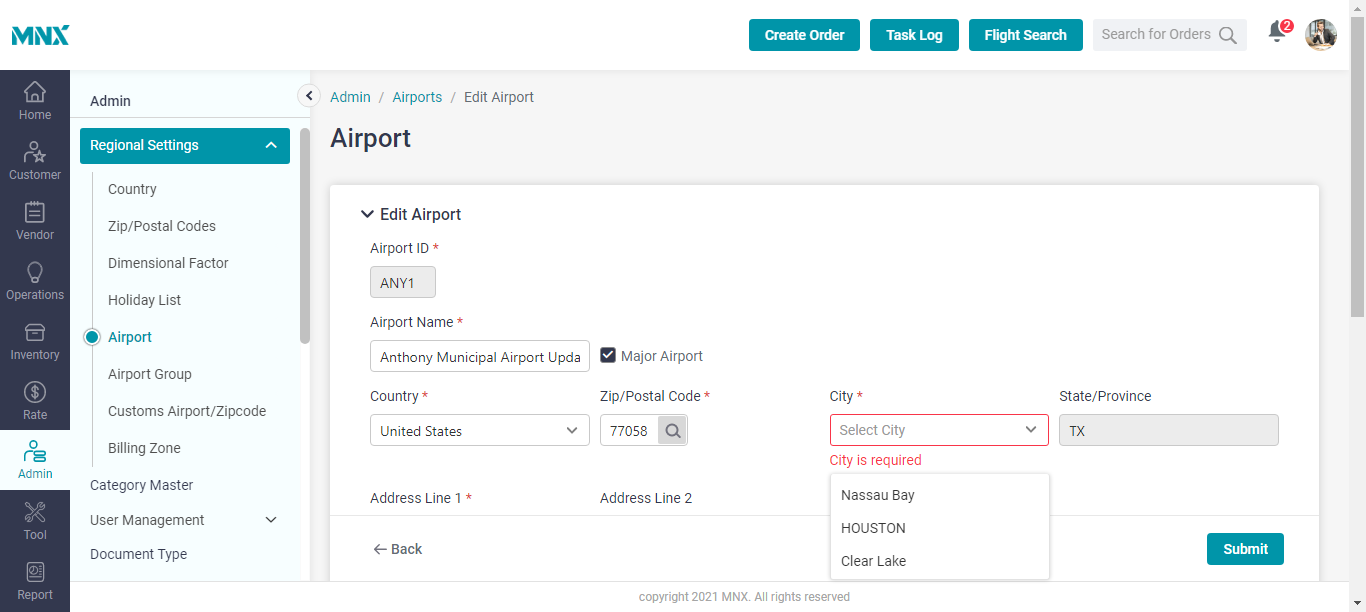 MNX
Create Order
Task Log
Flight Search
Search for Orders
2
Home
Customer
Vendor
Operations
Inventory
Rate
Admin
Tool
Report
Admin
Regional Settings
Country
Zip/Postal Codes
Dimensional Factor
Holiday List
Airport
Airport Group
Customs Airport/Zipcode
Billing Zone
Category Master
User Management
Document Type
Admin / Airports / Edit Airport
Airport
Edit Airport
Airport ID *
ANY1
Airport Name *
Anthony Municipal Airport Upda
Major Airport
Country *
United States
Zip/Postal Code *
77058
City *
Select City
City is required
Nassau Bay
HOUSTON
Clear Lake
State/Province
TX
Address Line 1 *
Address Line 2
Back
Submit
copyright 2021 MNX. All rights reserved